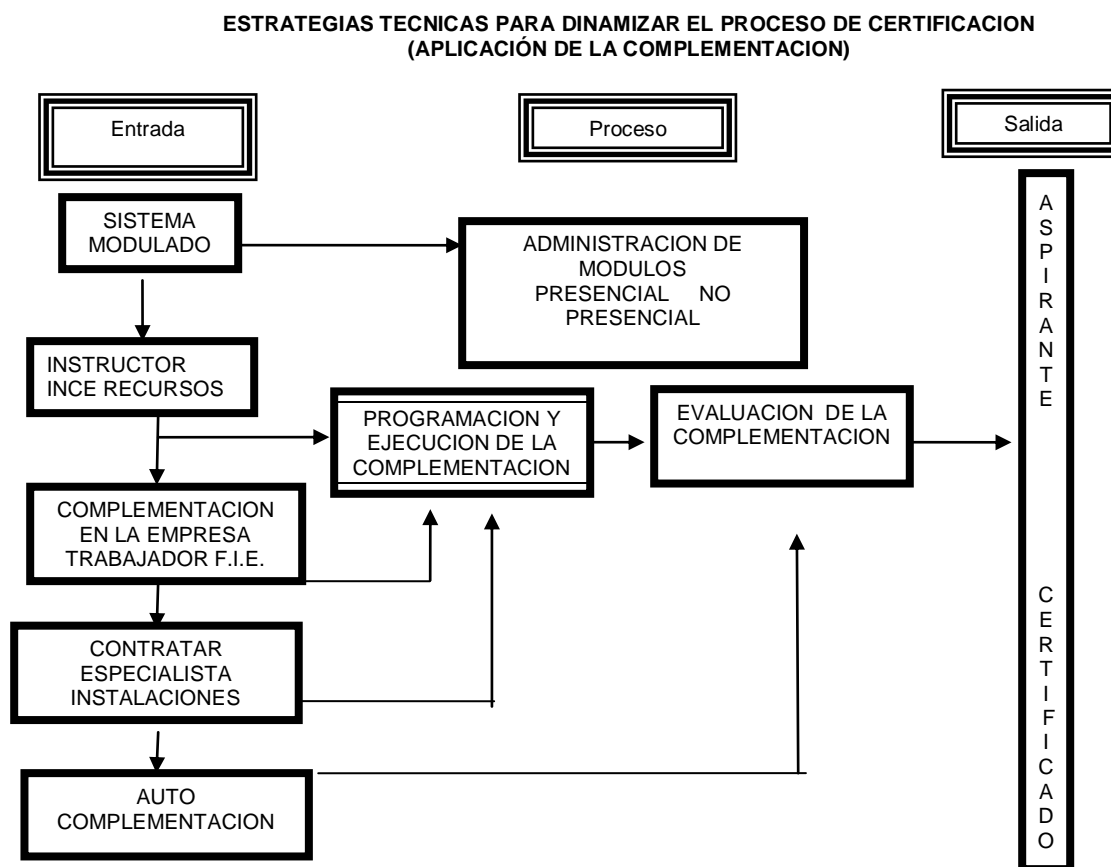 ESTRATEGIAS TECNICAS PARA DINAMIZAR EL PROCESO DE CERTIFICACION
(APLICACIÓN DE LA COMPLEMENTACION)
Entrada
Proceso
Salida
SISTEMA
MODULADO
ADMINISTRACION DE
MODULOS
PRESENCIAL NO
PRESENCIAL
INSTRUCTOR
INCE RECURSOS
PROGRAMACION Y
EJECUCION DE LA
COMPLEMENTACION
EVALUACION DE LA
COMPLEMENTACION
COMPLEMENTACION
EN LA EMPRESA
TRABAJADOR F.I.E.
CONTRATAR
ESPECIALISTA
INSTALACIONES
AUTO
COMPLEMENTACION
A
S
P
I
R
A
N
T
E
C
E
R
T
I
F
I
C
A
D
O